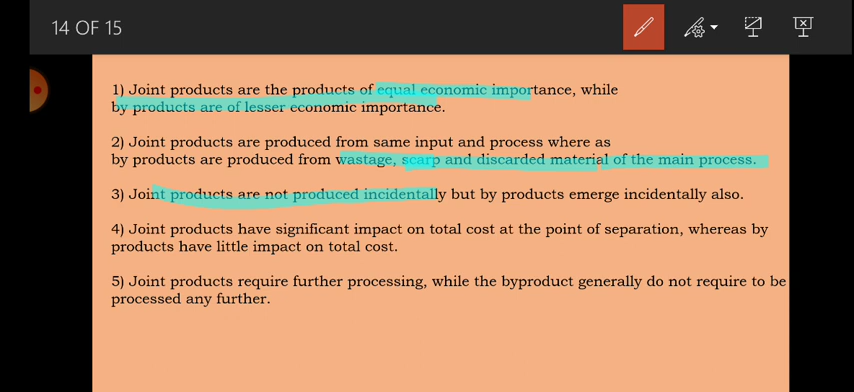 14 OF 15
1) Joint products are the products of equal economic importance, while
by products are of lesser economic importance.
2) Joint products are produced from same input and process where as
by products are produced from wastage, scarp and discarded material of the main process.
3) Joint products are not produced incidentally but by products emerge incidentally also.
4) Joint products have significant impact on total cost at the point of separation, whereas by
products have little impact on total cost.
5) Joint products require further processing, while the byproduct generally do not require to be
processed any further.